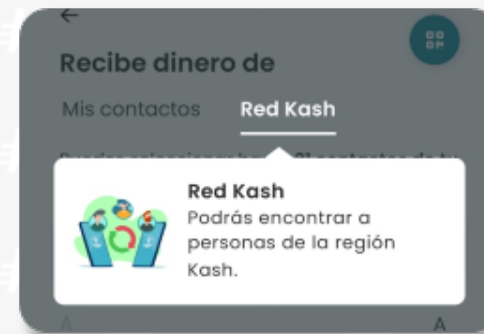 Recibe dinero de
Mis contactos Red Kash
Red Kash
Podrás encontrar a
personas de la región
Kash.
A A